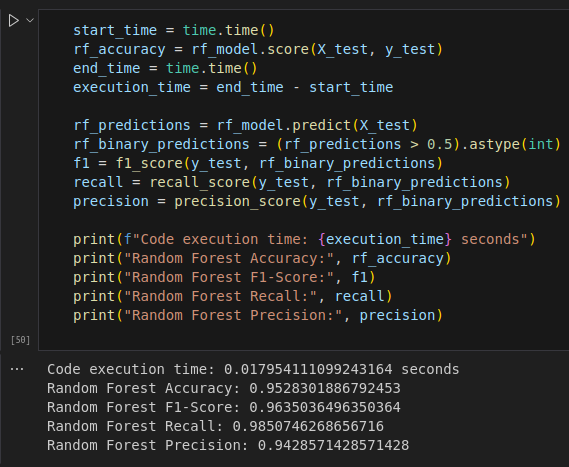 start_time = time.time()
rf_accuracy = rf_model.score(X_test, y_test)
end_time = time.time()
execution_time = end_time - start_time
rf_predictions = rf_model.predict(X_test)
rf_binary_predictions = (rf_predictions > 0.5).astype(int)
f1 = f1_score(y_test, rf_binary_predictions)
recall = recall_score(y_test, rf_binary_predictions)
precision = precision_score(y_test, rf_binary_predictions)
print(f"Code execution time: {execution_time} seconds")
print("Random Forest Accuracy:", rf_accuracy)
print("Random Forest F1-Score:", f1)
print("Random Forest Recall:", recall)
print("Random Forest Precision:", precision)
[50]
Code execution time: 0.017954111099243164 seconds
Random Forest Accuracy: 0.9528301886792453
Random Forest F1-Score: 0.9635036496350364
Random Forest Recall: 0.9850746268656716
Random Forest Precision: 0.9428571428571428